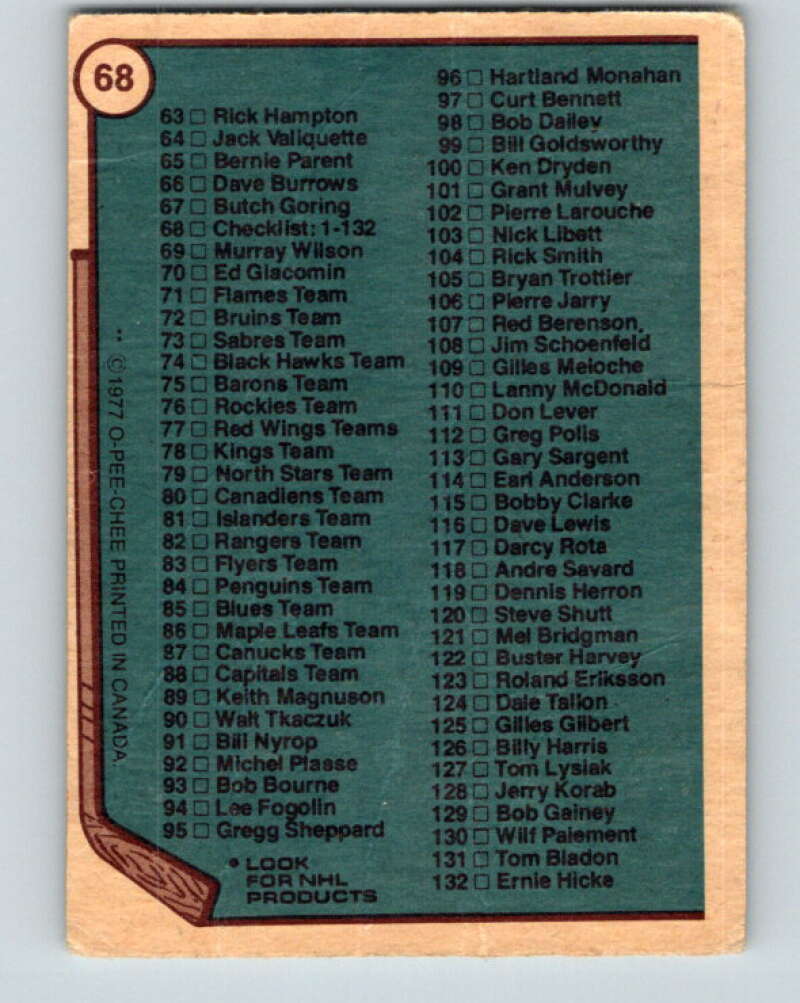 68
63 □ Rick Hampton
64 □ Jack Valiquette
65 □ Bernie Parent
66 □ Dave Burrows
67 □ Butch Goring
68 □ Checklist: 1-132
69 □ Murray Wilson
70 □ Ed Giacomin
71 □ Flames Team
72 □ Bruins Team
73 □ Sabres Team
74 □ Black Hawks Team
75 □ Barons Team
76 □ Rockies Team
77 □ Red Wings Teams
78 □ Kings Team
79 □ North Stars Team
80 □ Canadiens Team
81 □ Islanders Team
82 □ Rangers Team
83 □ Flyers Team
84 □ Penguins Team
85 □ Blues Team
86 □ Maple Leafs Team
87 □ Canucks Team
88 □ Capitals Team
89 □ Keith Magnuson
90 □ Walt Tkaczuk
91 □ Bill Nyrop
92 □ Michel Plasse
93 □ Bob Bourne
94 □ Lee Fogolin
95 □ Gregg Sheppard
• LOOK
FOR NHL
PRODUCTS
96 □ Hartland Monahan
97 □ Curt Bennett
98 □ Bob Dailey
99 □ Bill Goldsworthy
100 □ Ken Dryden
101 □ Grant Mulvey
102 □ Pierre Larouche
103 □ Nick Libett
104 □ Rick Smith
105 □ Bryan Trottier
106 □ Pierre Jarry
107 □ Red Berenson
108 □ Jim Schoenfeld
109 □ Gilles Meloche
110 □ Lanny McDonald
111 □ Don Lever
112 □ Greg Polis
113 □ Gary Sargent
114 □ Earl Anderson
115 □ Bobby Clarke
116 □ Dave Lewis
117 □ Darcy Rota
118 □ Andre Savard
119 □ Dennis Herron
120 □ Steve Shutt
121 □ Mel Bridgman
122 □ Buster Harvey
123 □ Roland Eriksson
124 □ Dale Tallon
125 □ Gilles Gilbert
126 □ Billy Harris
127 □ Tom Lysiak
128 □ Jerry Korab
129 □ Bob Gainey
130 □ Wilf Paiement
131 □ Tom Bladon
132 □ Ernie Hicke
** ©1977 O-PEE-CHEE PRINTED IN CANADA.